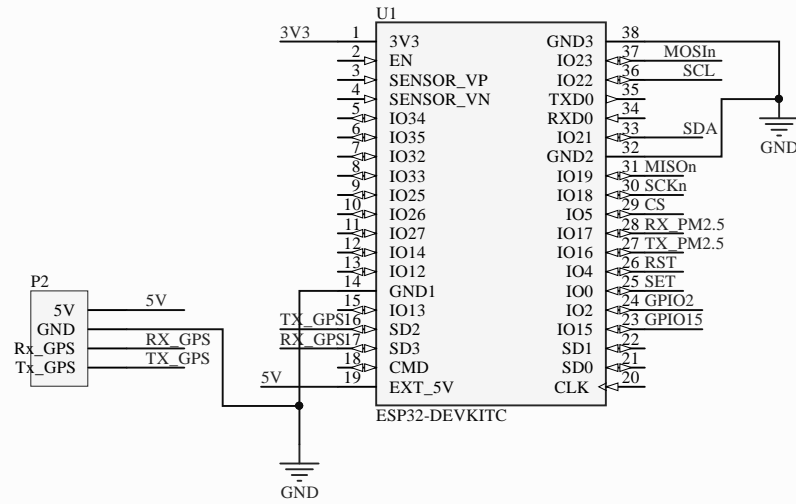 U1
3V3 1 3V3 GND3 38
2 EN IO23 37 MOSIn
3 SENSOR_VP IO22 36 SCL
4 SENSOR_VN TXD0 35
5 IO34 RXD0 34
6 IO35 IO21 33 SDA
7 IO32 GND2 32
GND
8 IO33 IO19 31 MISOn
9 IO25 IO18 30 SCKn
10 IO26 IO5 29 CS
11 IO27 IO17 28 RX_PM2.5
12 IO14 IO16 27 TX_PM2.5
13 IO12 IO4 26 RST
14 GND1 IO0 25 SET
15 IO13 IO2 24 GPIO2
TX_GPS 16 SD2 IO15 23 GPIO15
RX_GPS 17 SD3 SD1 22
18 CMD SD0 21
5V 19 EXT_5V CLK 20
ESP32-DEVKITC
P2
5V 5V
GND
Rx_GPS RX_GPS
Tx_GPS TX_GPS
GND